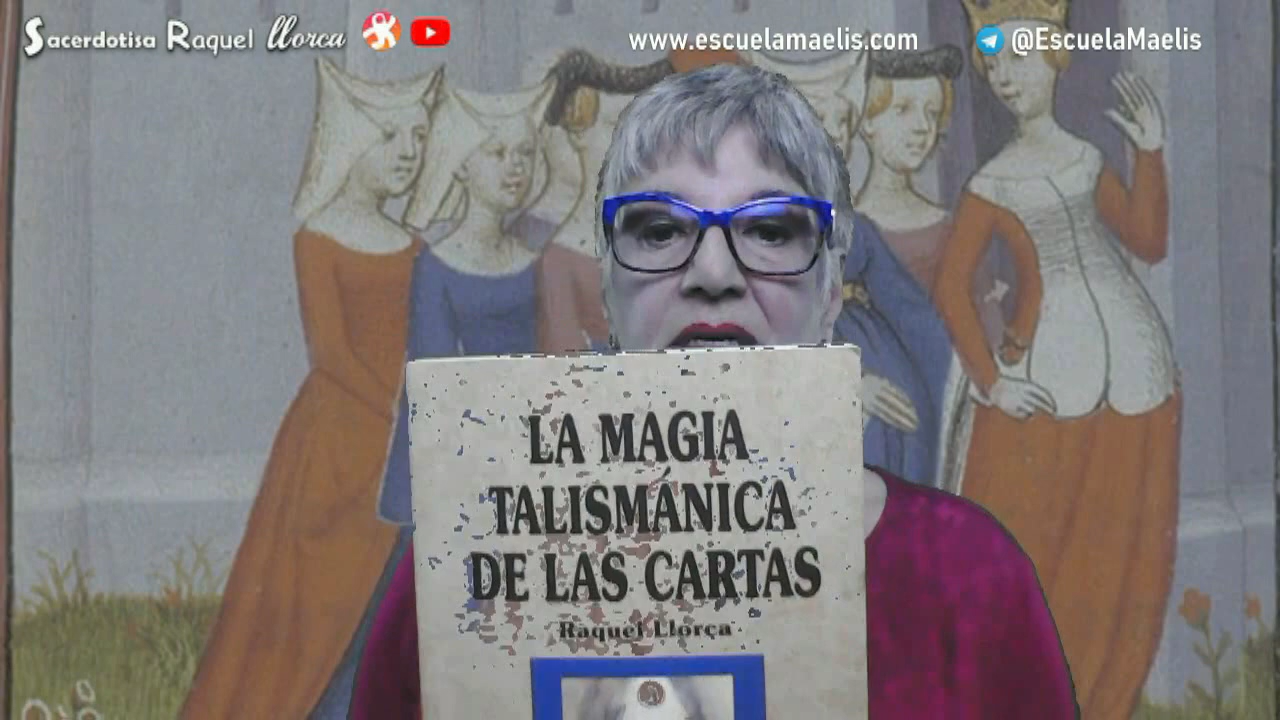 Sacerdotisa Raquel Llorca
www.escuelamaelis.com
@EscuelaMaelis
LA MAGIA
TALISMÁNICA
DE LAS CARTAS
Raquel Llorca